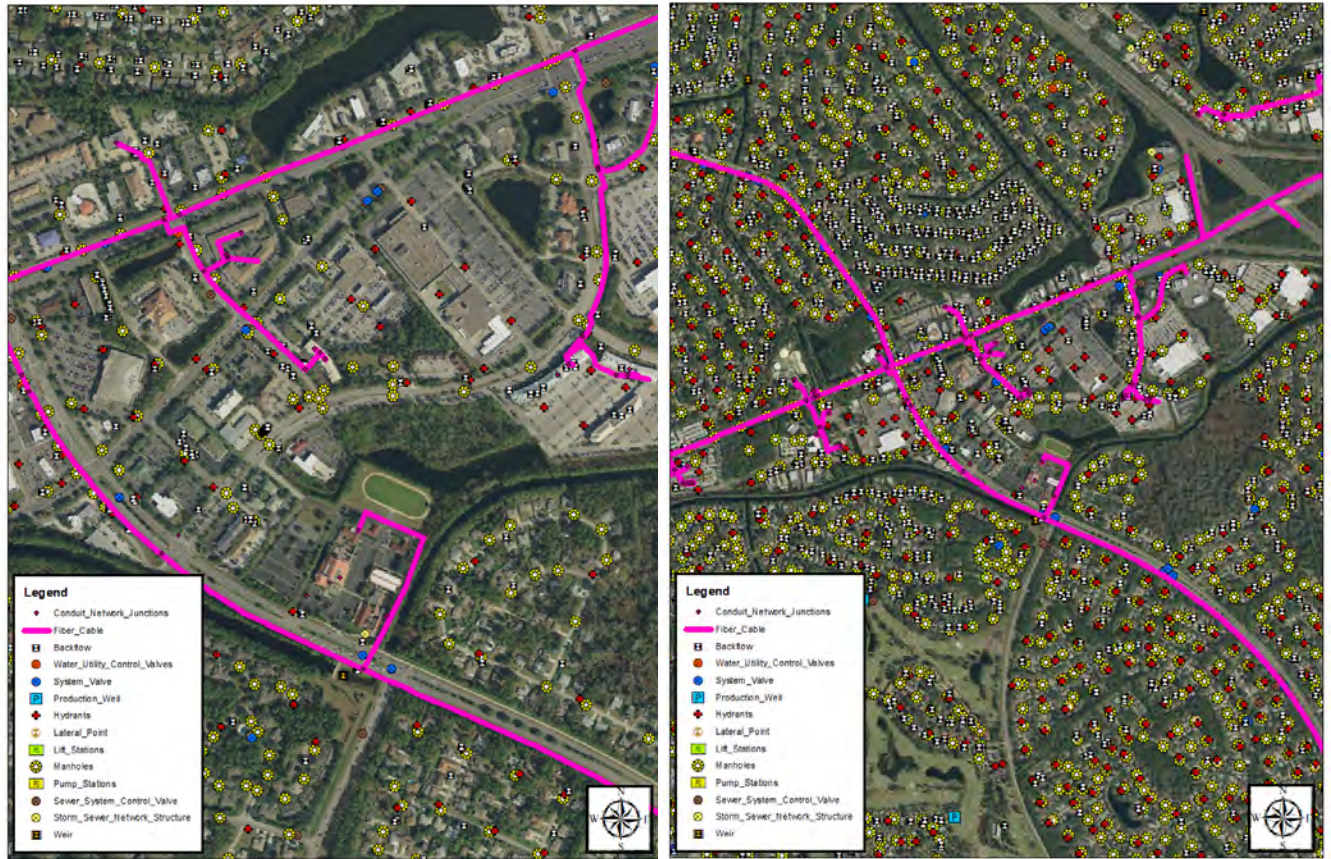 Legend
Conduit_Network_Junctions
Fiber_Cable
Backflow
Water_Utility_Control_Valves
System_Valve
P Production_Well
Hydrants
Lateral_Point
Lift_Stations
Manholes
Pump_Stations
Sewer_System_Control_Valve
Storm_Sewer_Network_Structure
Weir
N
W E
S
Legend
Conduit_Network_Junctions
Fiber_Cable
Backflow
Water_Utility_Control_Valves
System_Valve
P Production_Well
Hydrants
Lateral_Point
Lift_Stations
Manholes
Pump_Stations
Sewer_System_Control_Valve
Storm_Sewer_Network_Structure
Weir
N
W E
S
P